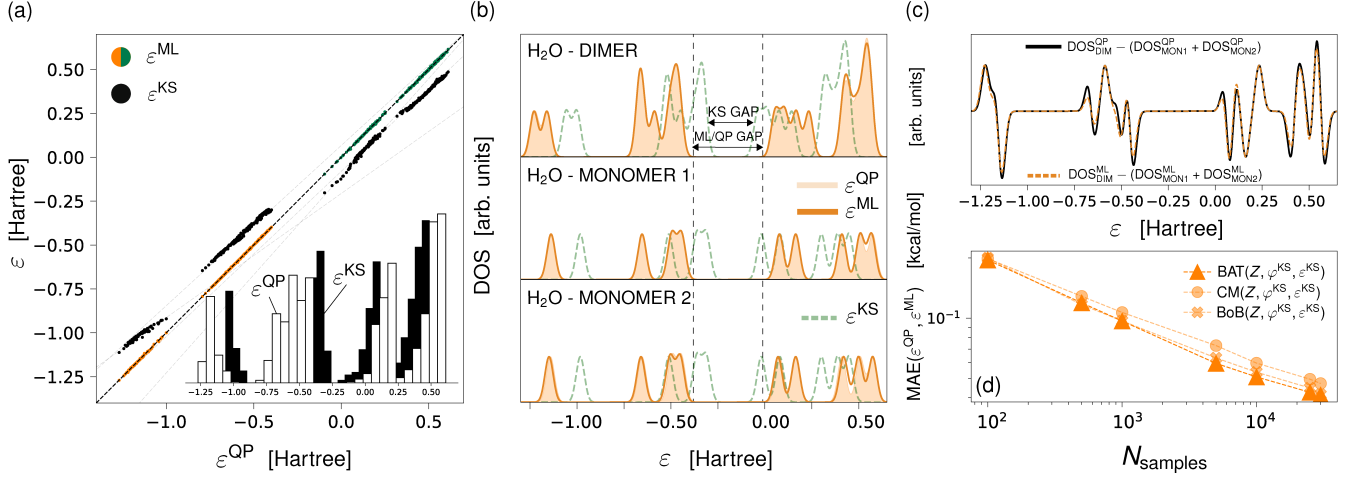 (a)
ε [Hartree]
0.50
0.25
0.00
−0.25
−0.50
−0.75
−1.00
−1.25
ε^ML
ε^KS
ε^QP
ε^KS
−1.25 −1.00 −0.75 −0.50 −0.25 0.00 0.25 0.50
−1.0 −0.5 0.0 0.5
ε^QP [Hartree]
(b)
DOS [arb. units]
H₂O - DIMER
KS GAP
ML/QP GAP
H₂O - MONOMER 1
ε^QP
ε^ML
H₂O - MONOMER 2
ε^KS
−1.00 −0.50 0.00 0.50
ε [Hartree]
(c)
[arb. units]
DOS^QP_DIM − (DOS^QP_MON1 + DOS^QP_MON2)
DOS^ML_DIM − (DOS^ML_MON1 + DOS^ML_MON2)
−1.25 −1.00 −0.75 −0.50 −0.25 0.00 0.25 0.50
ε [Hartree]
MAE(ε^QP, ε^ML) [kcal/mol]
10⁻¹
BAT(Z, φ^KS, ε^KS)
CM(Z, φ^KS, ε^KS)
BoB(Z, φ^KS, ε^KS)
(d)
10² 10³ 10⁴
N_samples